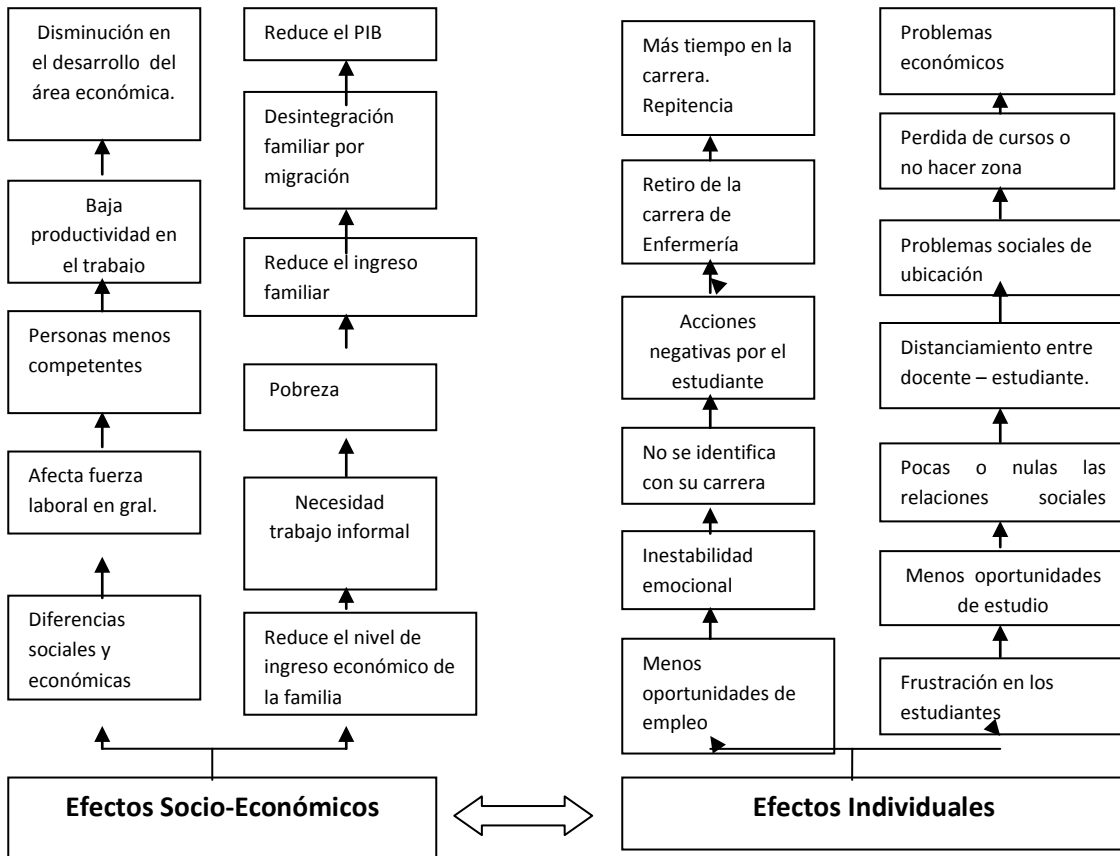 Disminución en
el desarrollo del
área económica.
Baja
productividad en
el trabajo
Personas menos
competentes
Afecta fuerza
laboral en gral.
Diferencias
sociales y
económicas
Reduce el PIB
Desintegración
familiar por
migración
Reduce el ingreso
familiar
Pobreza
Necesidad
trabajo informal
Reduce el nivel de
ingreso económico de
la familia
Efectos Socio-Económicos
Más tiempo en la
carrera.
Repitencia
Retiro de la
carrera de
Enfermería
Acciones
negativas por el
estudiante
No se identifica
con su carrera
Inestabilidad
emocional
Menos
oportunidades de
empleo
Problemas
económicos
Perdida de cursos o
no hacer zona
Problemas sociales de
ubicación
Distanciamiento entre
docente – estudiante.
Pocas o nulas las
relaciones sociales
Menos oportunidades
de estudio
Frustración en los
estudiantes
Efectos Individuales